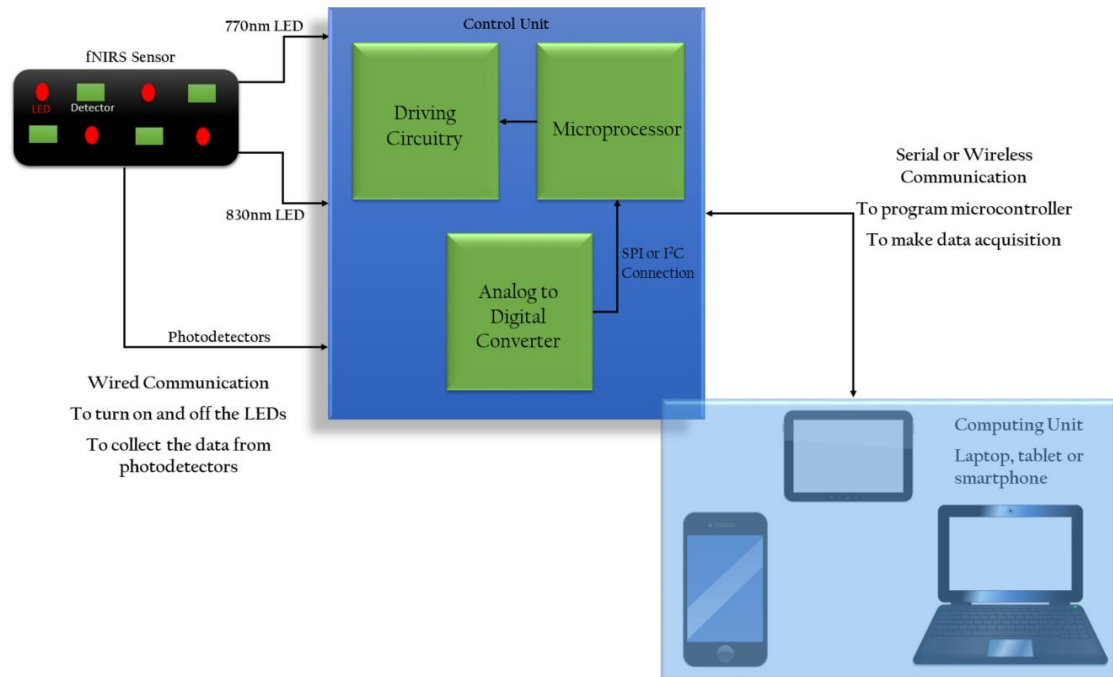 770nm LED
Control Unit
fNIRS Sensor
LED
Detector
Driving
Circuitry
Microprocessor
830nm LED
SPI or I²C
Connection
Analog to
Digital
Converter
Photodetectors
Wired Communication
To turn on and off the LEDs
To collect the data from
photodetectors
Serial or Wireless
Communication
To program microcontroller
To make data acquisition
Computing Unit
Laptop, tablet or
smartphone